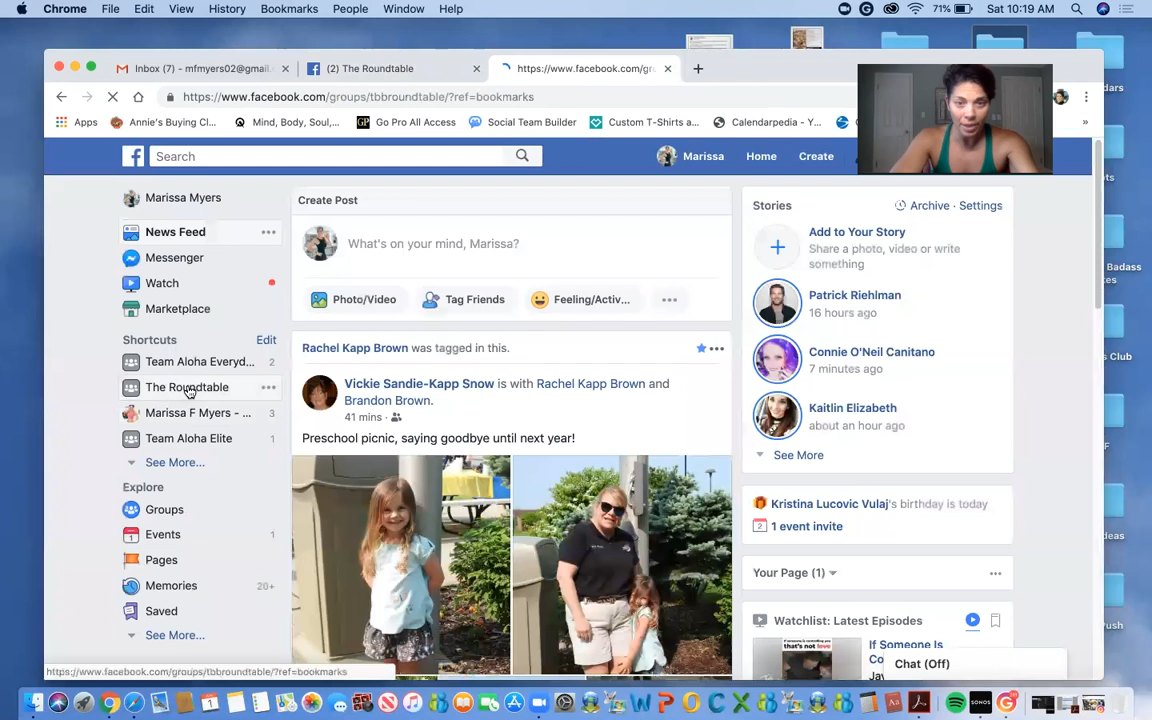 Chrome File Edit View History Bookmarks People Window Help 71% Sat 10:19 AM
Inbox (7) - mfmyers02@gmail. (2) The Roundtable https://www.facebook.com/gr
https://www.facebook.com/groups/tbbroundtable/?ref=bookmarks
Apps Annie's Buying Cl... Mind, Body, Soul,... Go Pro All Access Social Team Builder Custom T-Shirts a... Calendarpedia - Y... »
Search Marissa Home Create
Marissa Myers
News Feed
Messenger
Watch
Marketplace
Shortcuts Edit
Team Aloha Everyd... 2
The Roundtable
Marissa F Myers - ... 3
Team Aloha Elite 1
See More...
Explore
Groups
Events 1
Pages
Memories 20+
Saved
See More...
https://www.facebook.com/groups/tbbroundtable/?ref=bookmarks
Create Post
What's on your mind, Marissa?
Photo/Video Tag Friends Feeling/Activ...
Rachel Kapp Brown was tagged in this.
Vickie Sandie-Kapp Snow is with Rachel Kapp Brown and
Brandon Brown.
41 mins ·
Preschool picnic, saying goodbye until next year!
Stories Archive · Settings
Add to Your Story
Share a photo, video or write
something
Patrick Riehlman
16 hours ago
Connie O'Neil Canitano
7 minutes ago
Kaitlin Elizabeth
about an hour ago
See More
Kristina Lucovic Vulaj's birthday is today
2 1 event invite
Your Page (1)
Watchlist: Latest Episodes
If Someone Is
Chat (Off)
dars
pts
Badass
tes
s Club
F
deas
Push